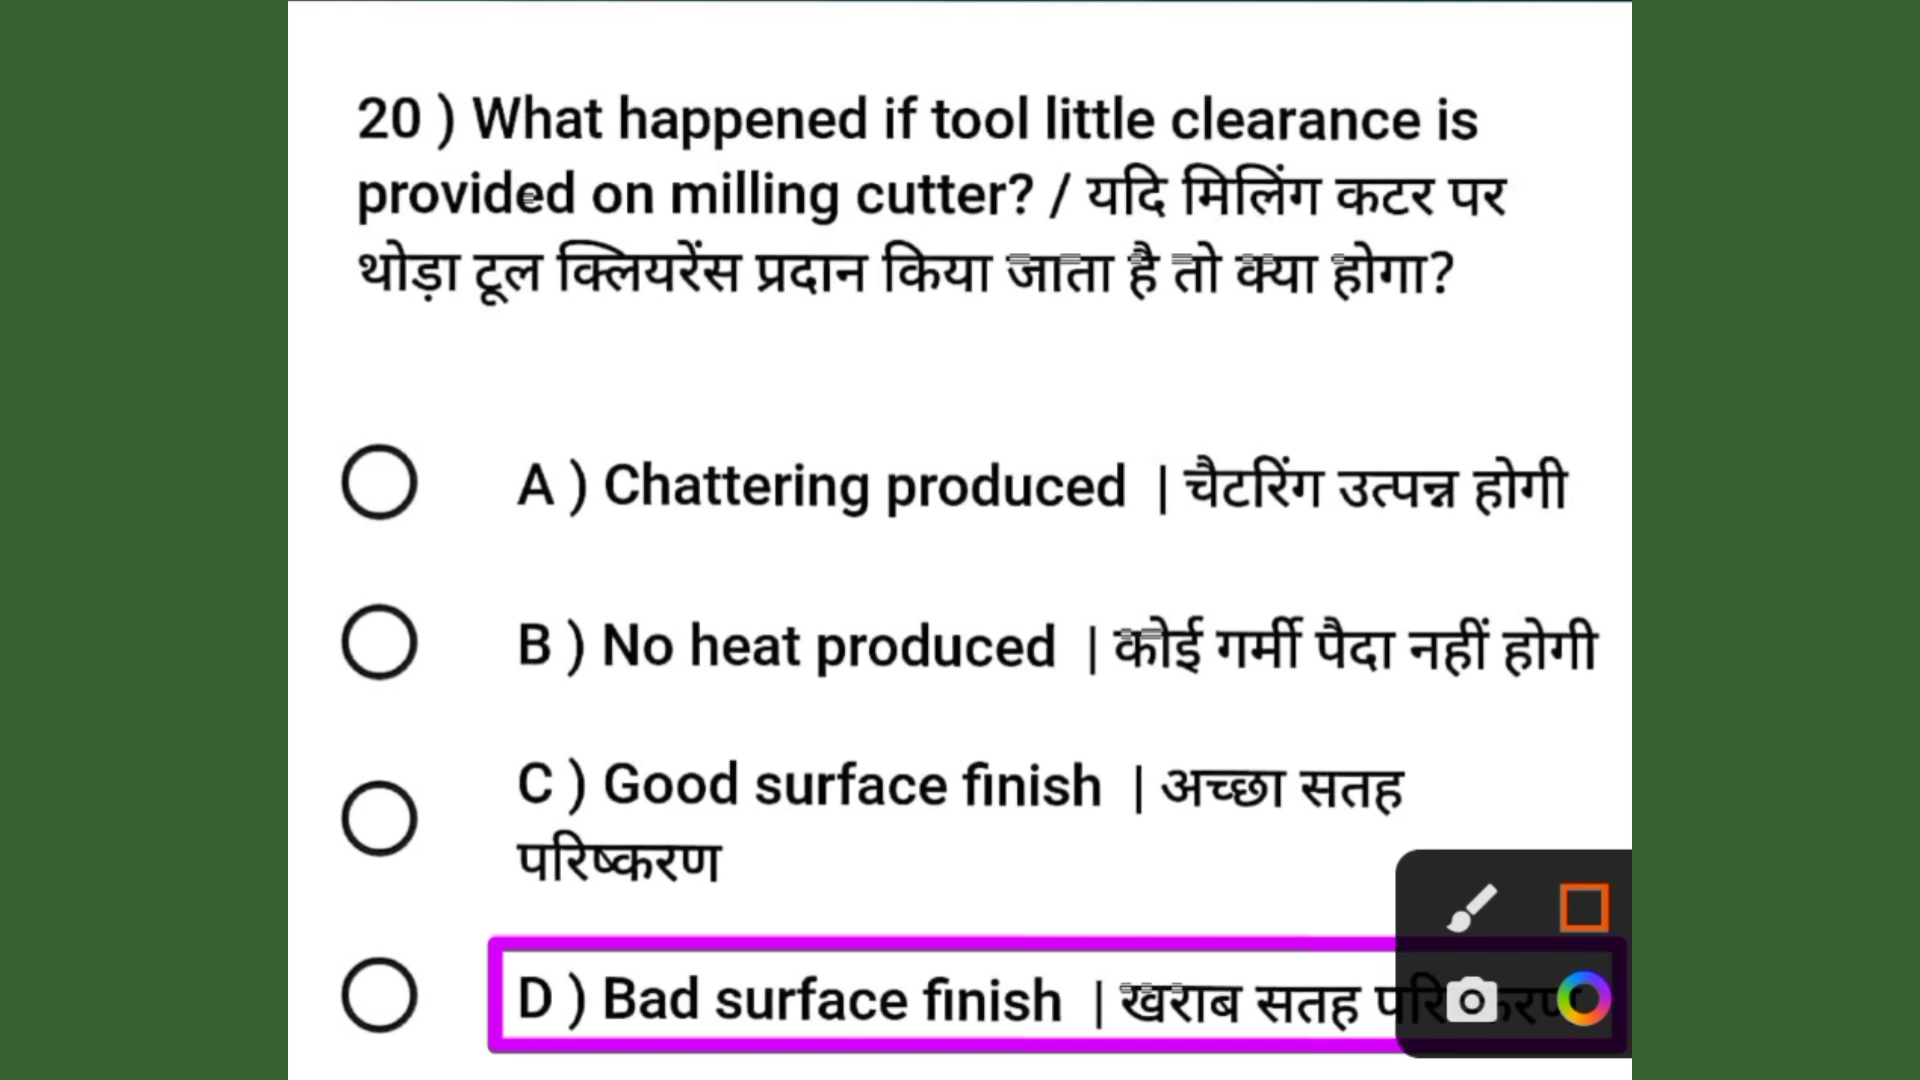 20 ) What happened if tool little clearance is
provided on milling cutter? / यदि मिलिंग कटर पर
थोड़ा टूल क्लियरेंस प्रदान किया जाता है तो क्या होगा?
A ) Chattering produced | चैटरिंग उत्पन्न होगी
B ) No heat produced | कोई गर्मी पैदा नहीं होगी
C ) Good surface finish | अच्छा सतह
परिष्करण
D ) Bad surface finish | खराब सतह